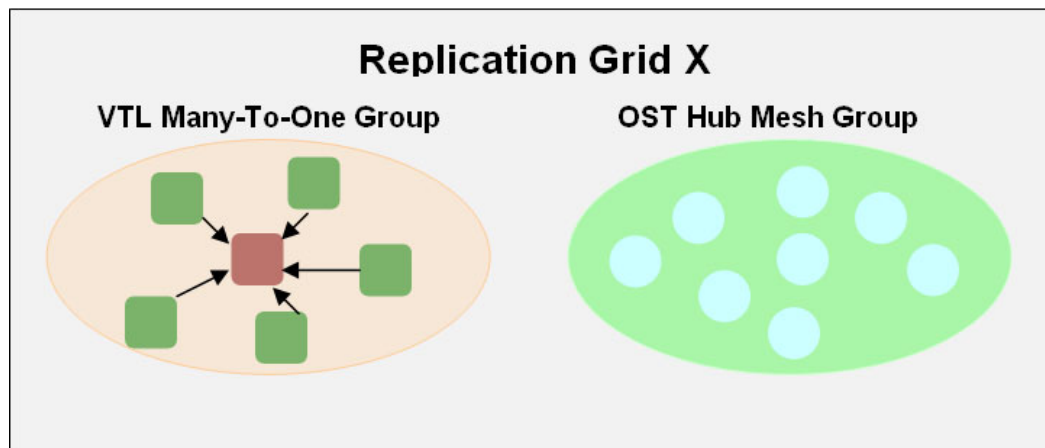 Replication Grid X
VTL Many-To-One Group
OST Hub Mesh Group